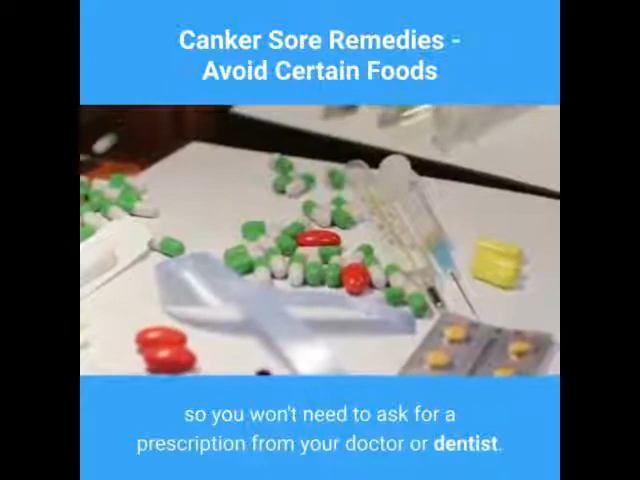 Canker Sore Remedies -
Avoid Certain Foods
so you won't need to ask for a
prescription from your doctor or dentist.